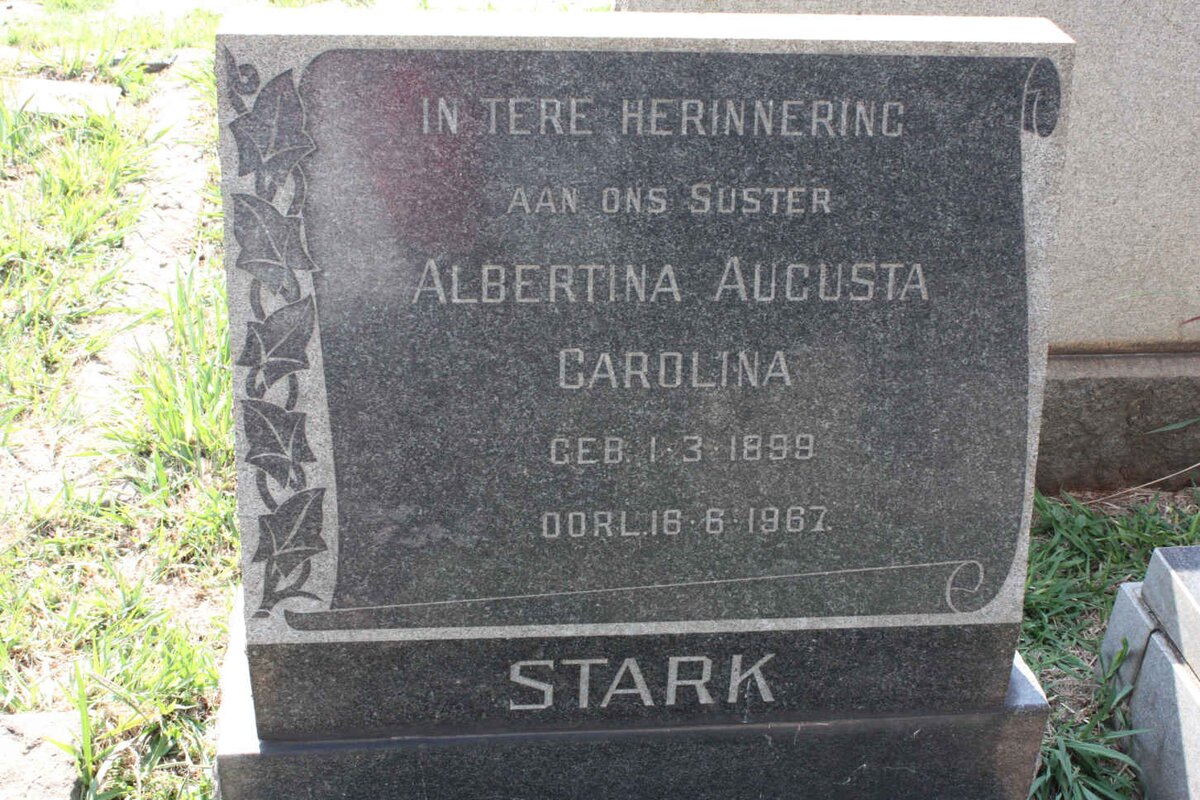 IN TERE HERINNERING
AAN ONS SUSTER
ALBERTINA AUGUSTA
CAROLINA
GEB. 1·3·1899
OORL.16·6·1967.
STARK